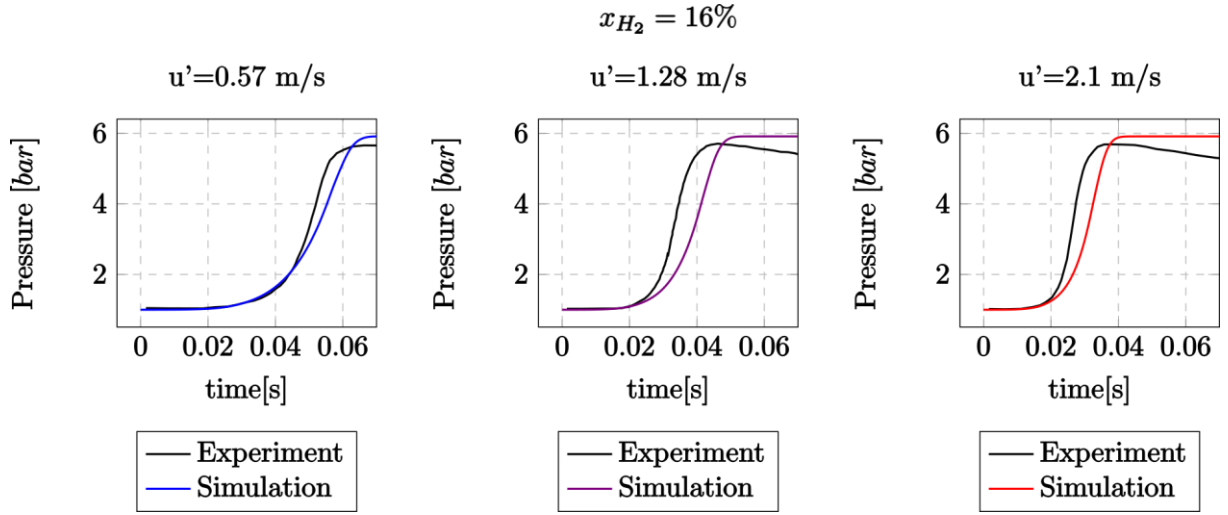 x_{H_2} = 16%
u'=0.57 m/s
Pressure [bar]
6
4
2
0 0.02 0.04 0.06
time[s]
Experiment
Simulation
u'=1.28 m/s
Pressure [bar]
6
4
2
0 0.02 0.04 0.06
time[s]
Experiment
Simulation
u'=2.1 m/s
Pressure [bar]
6
4
2
0 0.02 0.04 0.06
time[s]
Experiment
Simulation